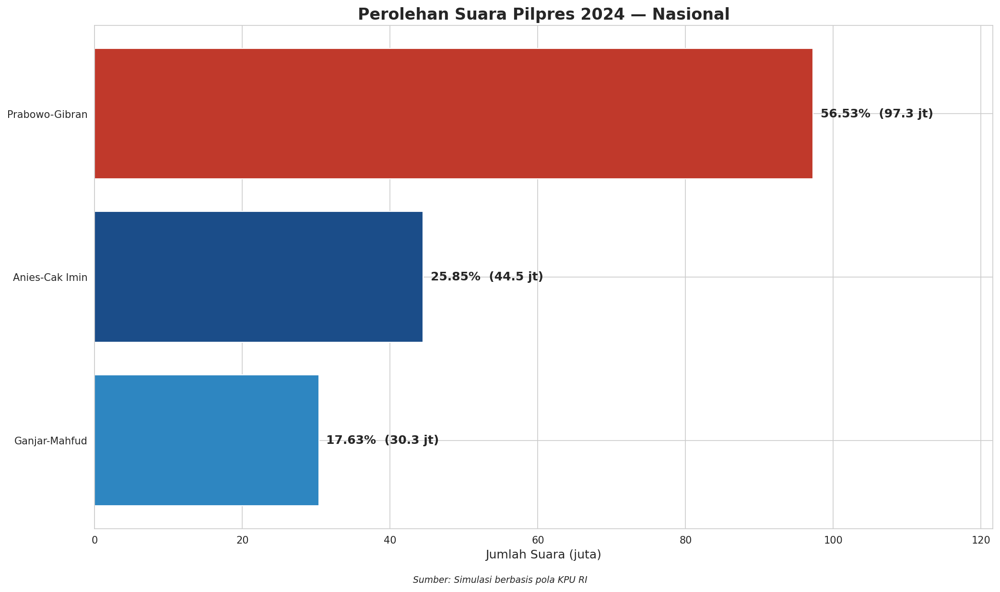 Perolehan Suara Pilpres 2024 — Nasional
Prabowo-Gibran
56.53%  (97.3 jt)
Anies-Cak Imin
25.85%  (44.5 jt)
Ganjar-Mahfud
17.63%  (30.3 jt)
0 20 40 60 80 100 120
Jumlah Suara (juta)
Sumber: Simulasi berbasis pola KPU RI